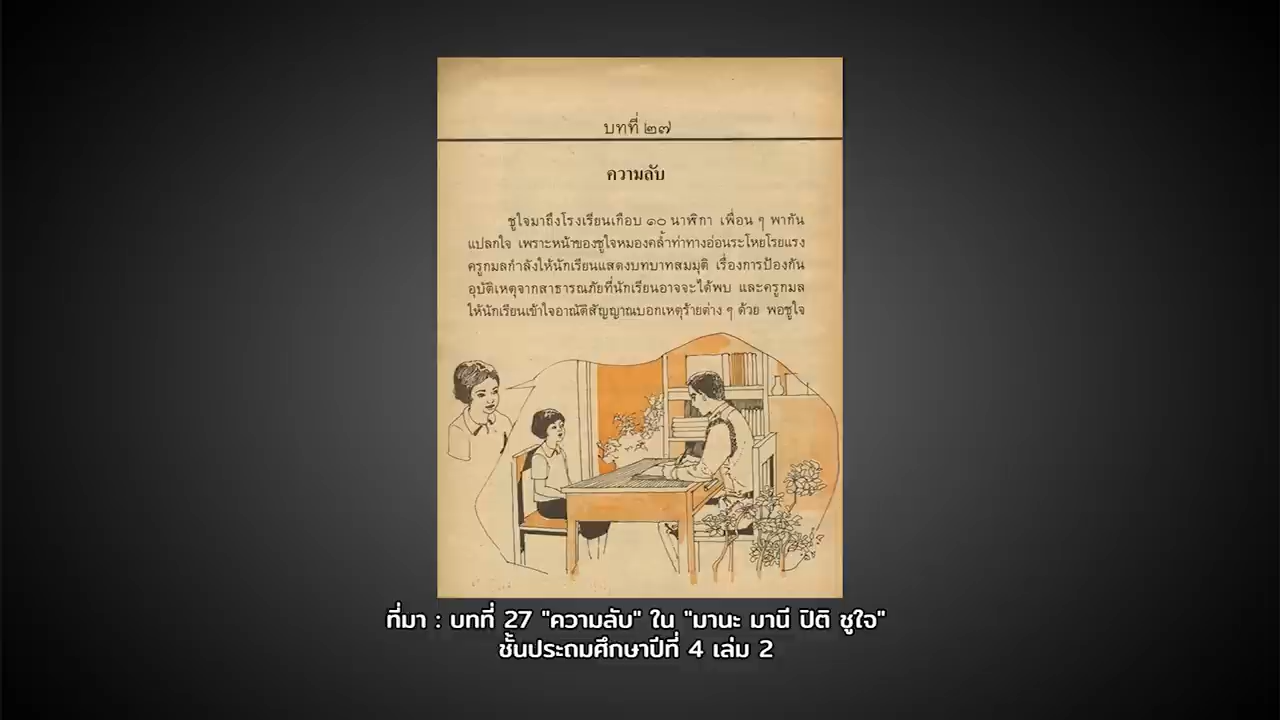 บทที่ ๒๗
ความลับ
ชูใจมาถึงโรงเรียนเกือบ ๑๐ นาฬิกา เพื่อน ๆ พากัน
แปลกใจ เพราะหน้าของชูใจหมองคล้ำท่าทางอ่อนระโหยโรยแรง
ครูกมลกำลังให้นักเรียนแสดงบทบาทสมมุติ เรื่องการป้องกัน
อุบัติเหตุจากสาธารณภัยที่นักเรียนอาจจะได้พบ และครูกมล
ให้นักเรียนเข้าใจอาณัติสัญญาณบอกเหตุร้ายต่าง ๆ ด้วย พอชูใจ
ที่มา : บทที่ 27 "ความลับ" ใน "มานะ มานี ปิติ ชูใจ"
ชั้นประถมศึกษาปีที่ 4 เล่ม 2